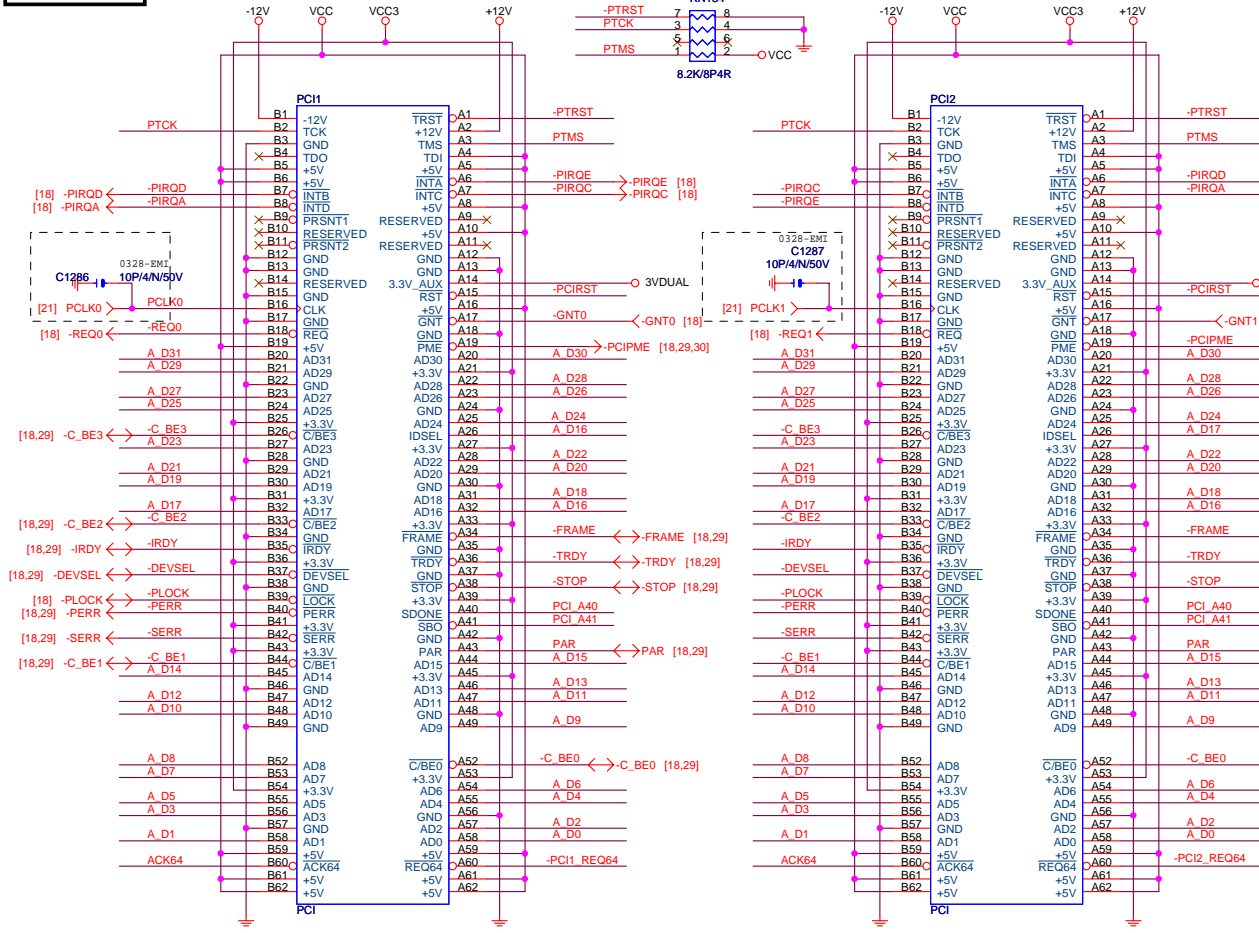 -12V VCC VCC3 +12V
-PTRST 7 8
PTCK 3 4
5 6
PTMS 1 2 VCC
8.2K/8P4R
-12V VCC VCC3 +12V
PCI1
B1 -12V TRST A1 -PTRST
PTCK B2 TCK +12V A2
B3 GND TMS A3 PTMS
B4 TDO TDI A4
B5 +5V +5V A5
B6 +5V INTA A6 -PIRQE -PIRQE [18]
[18] -PIRQD -PIRQD B7 INTB INTC A7 -PIRQC -PIRQC [18]
[18] -PIRQA -PIRQA B8 INTD +5V A8
B9 PRSNT1 RESERVED A9
B10 RESERVED +5V A10
B11 PRSNT2 RESERVED A11
B12 GND GND A12
0328-EMI
C1286 10P/4/N/50V
B13 GND GND A13
B14 RESERVED 3.3V_AUX A14 3VDUAL
B15 GND RST A15 -PCIRST
[21] PCLK0 PCLK0 B16 CLK +5V A16
B17 GND GNT A17 -GNT0 -GNT0 [18]
[18] -REQ0 -REQ0 B18 REQ GND A18
B19 +5V PME A19 -PCIPME [18,29,30]
A_D31 B20 AD31 AD30 A20 A_D30
A_D29 B21 AD29 +3.3V A21
B22 GND AD28 A22 A_D28
A_D27 B23 AD27 AD26 A23 A_D26
A_D25 B24 AD25 GND A24
B25 +3.3V AD24 A25 A_D24
[18,29] -C_BE3 -C_BE3 B26 C/BE3 IDSEL A26 A_D16
A_D23 B27 AD23 +3.3V A27
B28 GND AD22 A28 A_D22
A_D21 B29 AD21 AD20 A29 A_D20
A_D19 B30 AD19 GND A30
B31 +3.3V AD18 A31 A_D18
A_D17 B32 AD17 AD16 A32 A_D16
[18,29] -C_BE2 -C_BE2 B33 C/BE2 +3.3V A33
B34 GND FRAME A34 -FRAME -FRAME [18,29]
[18,29] -IRDY -IRDY B35 IRDY GND A35
B36 +3.3V TRDY A36 -TRDY -TRDY [18,29]
[18,29] -DEVSEL -DEVSEL B37 DEVSEL GND A37
B38 GND STOP A38 -STOP -STOP [18,29]
[18] -PLOCK -PLOCK B39 LOCK +3.3V A39
[18,29] -PERR -PERR B40 PERR SDONE A40 PCI_A40
B41 +3.3V SBO A41 PCI_A41
[18,29] -SERR -SERR B42 SERR GND A42
B43 +3.3V PAR A43 PAR PAR [18,29]
[18,29] -C_BE1 -C_BE1 B44 C/BE1 AD15 A44 A_D15
A_D14 B45 AD14 +3.3V A45
B46 GND AD13 A46 A_D13
A_D12 B47 AD12 AD11 A47 A_D11
A_D10 B48 AD10 GND A48
B49 GND AD9 A49 A_D9
A_D8 B52 AD8 C/BE0 A52 -C_BE0 -C_BE0 [18,29]
A_D7 B53 AD7 +3.3V A53
B54 +3.3V AD6 A54 A_D6
A_D5 B55 AD5 AD4 A55 A_D4
A_D3 B56 AD3 GND A56
B57 GND AD2 A57 A_D2
A_D1 B58 AD1 AD0 A58 A_D0
B59 +5V +5V A59
ACK64 B60 ACK64 REQ64 A60 -PCI1_REQ64
B61 +5V +5V A61
B62 +5V +5V A62
PCI
PCI2
B1 -12V TRST A1 -PTRST
PTCK B2 TCK +12V A2
B3 GND TMS A3 PTMS
B4 TDO TDI A4
B5 +5V +5V A5
B6 +5V INTA A6 -PIRQD
-PIRQC B7 INTB INTC A7 -PIRQA
-PIRQE B8 INTD +5V A8
B9 PRSNT1 RESERVED A9
B10 RESERVED +5V A10
B11 PRSNT2 RESERVED A11
B12 GND GND A12
0328-EMI
C1287
10P/4/N/50V
B13 GND GND A13
B14 RESERVED 3.3V_AUX A14
B15 GND RST A15 -PCIRST
[21] PCLK1 B16 CLK +5V A16
B17 GND GNT A17 -GNT1
[18] -REQ1 B18 REQ GND A18
B19 +5V PME A19 -PCIPME
A_D31 B20 AD31 AD30 A20 A_D30
A_D29 B21 AD29 +3.3V A21
B22 GND AD28 A22 A_D28
A_D27 B23 AD27 AD26 A23 A_D26
A_D25 B24 AD25 GND A24
B25 +3.3V AD24 A25 A_D24
-C_BE3 B26 C/BE3 IDSEL A26 A_D17
A_D23 B27 AD23 +3.3V A27
B28 GND AD22 A28 A_D22
A_D21 B29 AD21 AD20 A29 A_D20
A_D19 B30 AD19 GND A30
B31 +3.3V AD18 A31 A_D18
A_D17 B32 AD17 AD16 A32 A_D16
-C_BE2 B33 C/BE2 +3.3V A33
B34 GND FRAME A34 -FRAME
-IRDY B35 IRDY GND A35
B36 +3.3V TRDY A36 -TRDY
-DEVSEL B37 DEVSEL GND A37
B38 GND STOP A38 -STOP
-PLOCK B39 LOCK +3.3V A39
-PERR B40 PERR SDONE A40 PCI_A40
B41 +3.3V SBO A41 PCI_A41
-SERR B42 SERR GND A42
B43 +3.3V PAR A43 PAR
-C_BE1 B44 C/BE1 AD15 A44 A_D15
A_D14 B45 AD14 +3.3V A45
B46 GND AD13 A46 A_D13
A_D12 B47 AD12 AD11 A47 A_D11
A_D10 B48 AD10 GND A48
B49 GND AD9 A49 A_D9
A_D8 B52 AD8 C/BE0 A52 -C_BE0
A_D7 B53 AD7 +3.3V A53
B54 +3.3V AD6 A54 A_D6
A_D5 B55 AD5 AD4 A55 A_D4
A_D3 B56 AD3 GND A56
B57 GND AD2 A57 A_D2
A_D1 B58 AD1 AD0 A58 A_D0
B59 +5V +5V A59
ACK64 B60 ACK64 REQ64 A60 -PCI2_REQ64
B61 +5V +5V A61
B62 +5V +5V A62
PCI